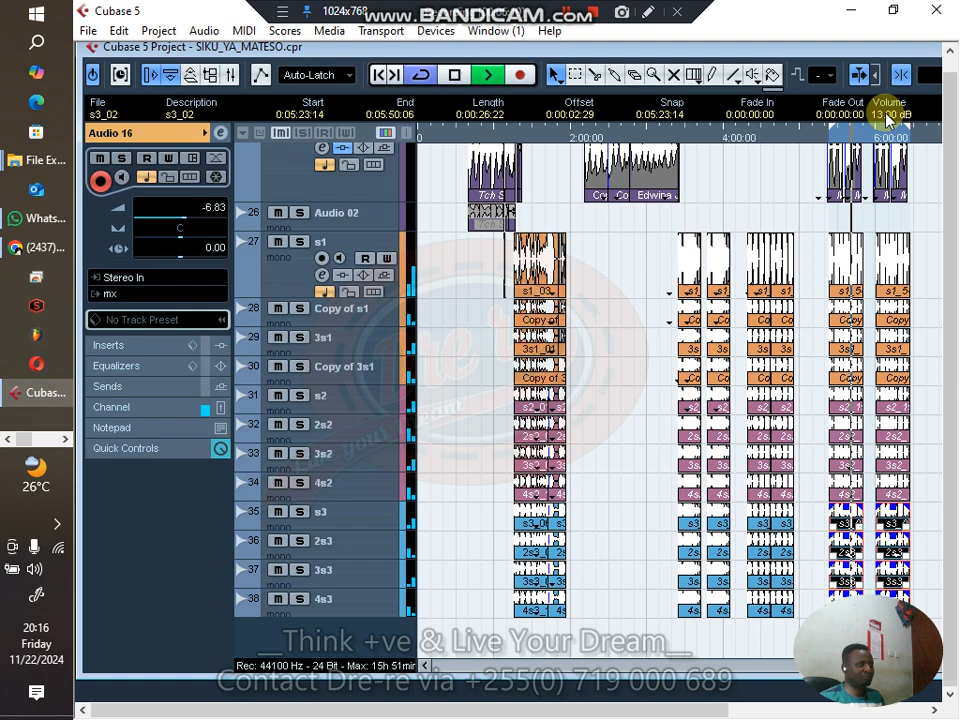 Cubase 5
1024x768
www.BANDICAM.com
File Edit Project Audio MIDI Scores Media Transport Devices Window (1) Help
Cubase 5 Project - SIKU_YA_MATESO.cpr
Auto-Latch
File Description Start End Length Offset Snap Fade In Fade Out Volume
s3_02 s3_02 0:05:23:14 0:05:50:06 0:00:26:22 0:00:02:29 0:05:23:14 0:00:00:00 0:00:00:00 13.00 dB
Audio 16
0 2:00:00 4:00:00 6:00:00
-6.83
C
0.00
Stereo In
mx
No Track Preset
Inserts
Equalizers
Sends
Channel
Notepad
Quick Controls
26 M S Audio 02
27 M S s1
mono R W
28 M S Copy of s1
29 M S 3s1
30 M S Copy of 3s1
31 M S s2
32 M S 2s2
33 M S 3s2
34 M S 4s2
35 M S s3
36 M S 2s3
37 M S 3s3
38 M S 4s3
mono
Rec: 44100 Hz - 24 Bit - Max: 15h 51min
__Think +ve & Live Your Dream__
Contact Dre-re via +255(0) 719 000 689
File Ex...
Whats...
(2437)...
Cubas...
26°C
20:16
Friday
11/22/2024